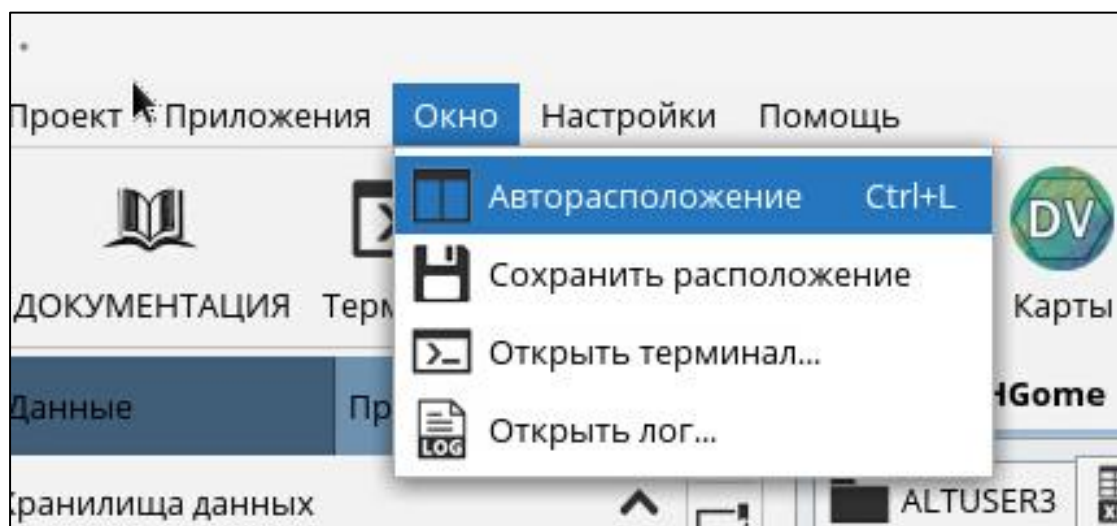 Проект Приложения Окно Настройки Помощь
Авторасположение Ctrl+L
DV
Сохранить расположение
ДОКУМЕНТАЦИЯ Карты
Открыть терминал...
Данные
LOG Открыть лог...
данных ALTUSER3